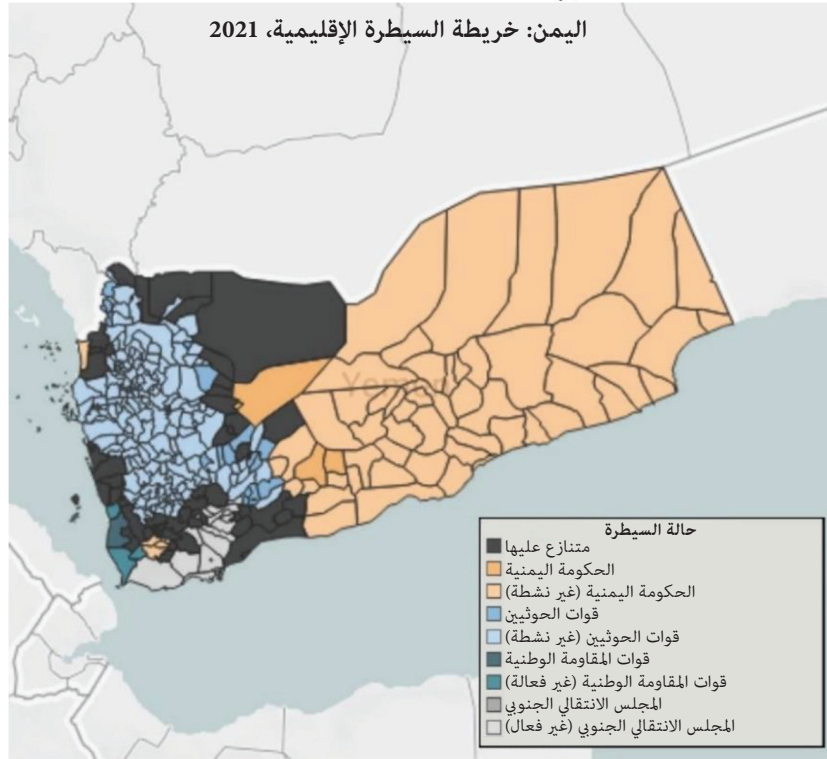 اليمن: خريطة السيطرة الإقليمية، 2021
Yemen
حالة السيطرة
متنازع عليها
الحكومة اليمنية
الحكومة اليمنية (غير نشطة)
قوات الحوثيين
قوات الحوثيين (غير نشطة)
قوات المقاومة الوطنية
قوات المقاومة الوطنية (غير فعالة)
المجلس الانتقالي الجنوبي
المجلس الانتقالي الجنوبي (غير فعال)